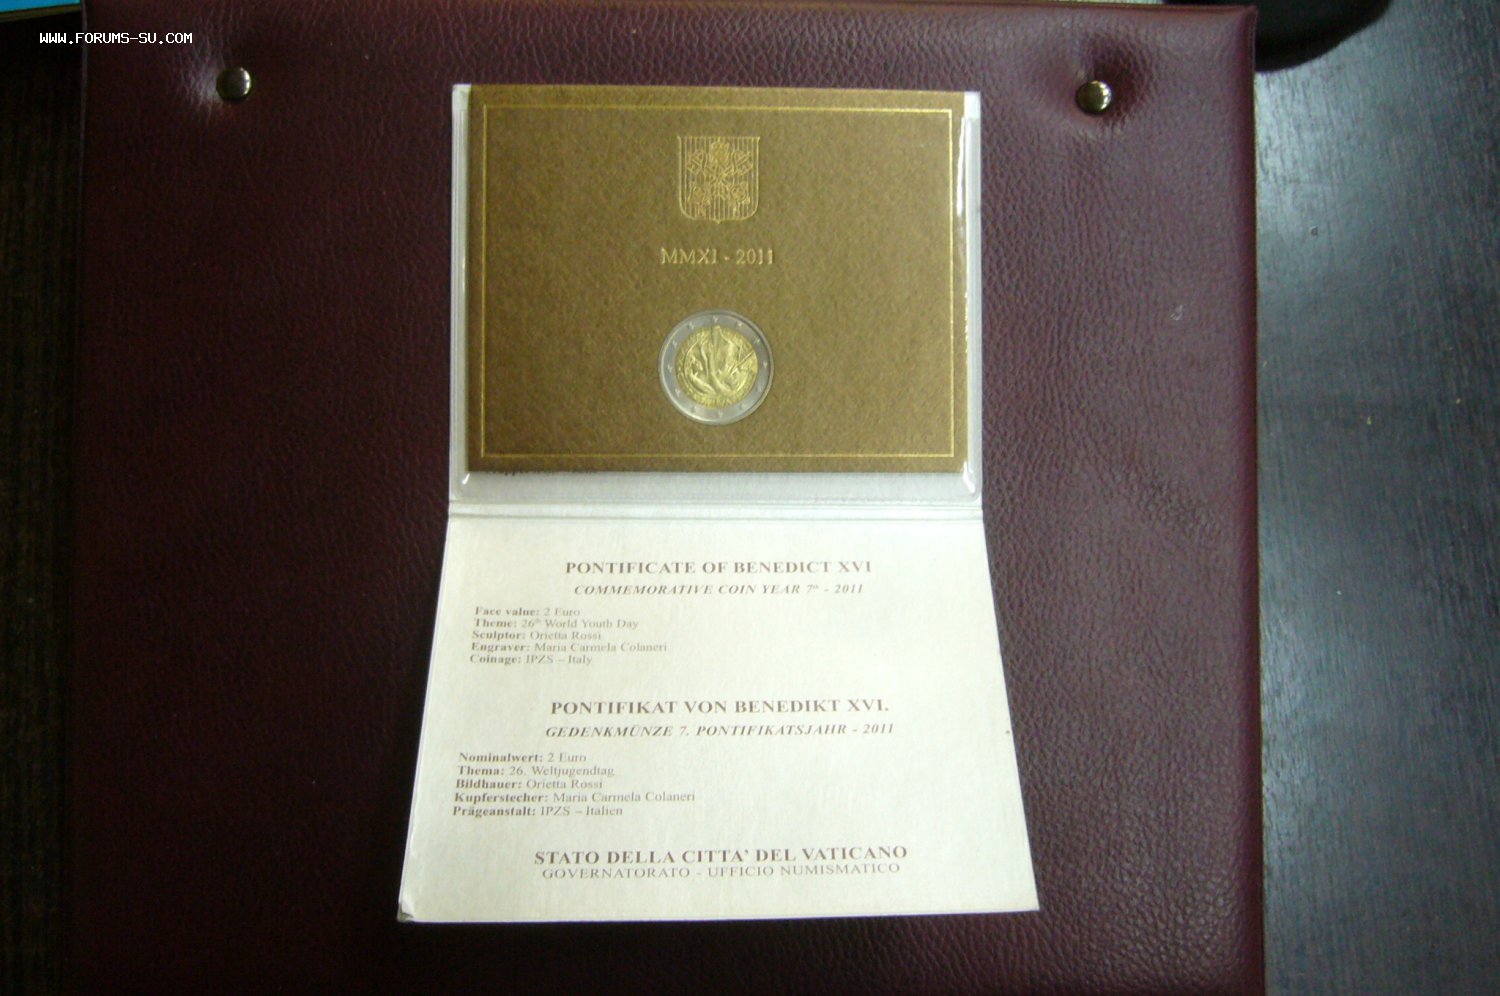 WWW.FORUMS-SU.COM
MMXI - 2011
PONTIFICATE OF BENEDICT XVI
COMMEMORATIVE COIN YEAR 7th - 2011
Face value: 2 Euro
Theme: 26th World Youth Day
Sculptor: Orietta Rossi
Engraver: Maria Carmela Colaneri
Coinage: IPZS – Italy
PONTIFIKAT VON BENEDIKT XVI.
GEDENKMÜNZE 7. PONTIFIKATSJAHR - 2011
Nominalwert: 2 Euro
Thema: 26. Weltjugendtag
Bildhauer: Orietta Rossi
Kupferstecher: Maria Carmela Colaneri
Prägeanstalt: IPZS – Italien
STATO DELLA CITTA' DEL VATICANO
GOVERNATORATO - UFFICIO NUMISMATICO